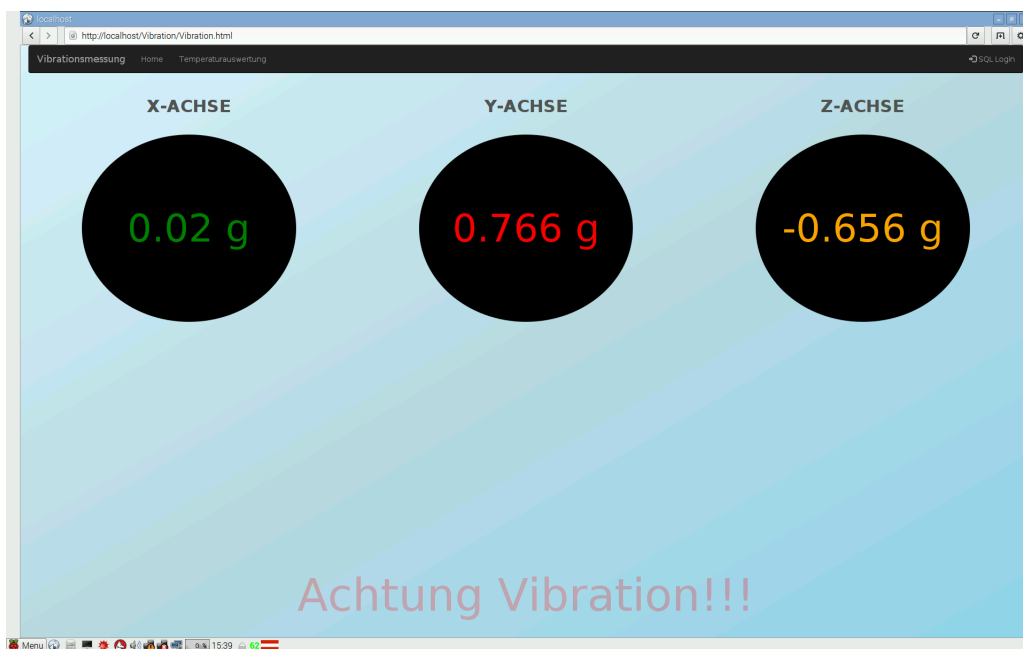 localhost
http://localhost/Vibration/Vibration.html
Vibrationsmessung Home Temperaturauswertung SQL Login
X-ACHSE Y-ACHSE Z-ACHSE
0.02 g 0.766 g -0.656 g
Achtung Vibration!!!
Menu 15:39 62